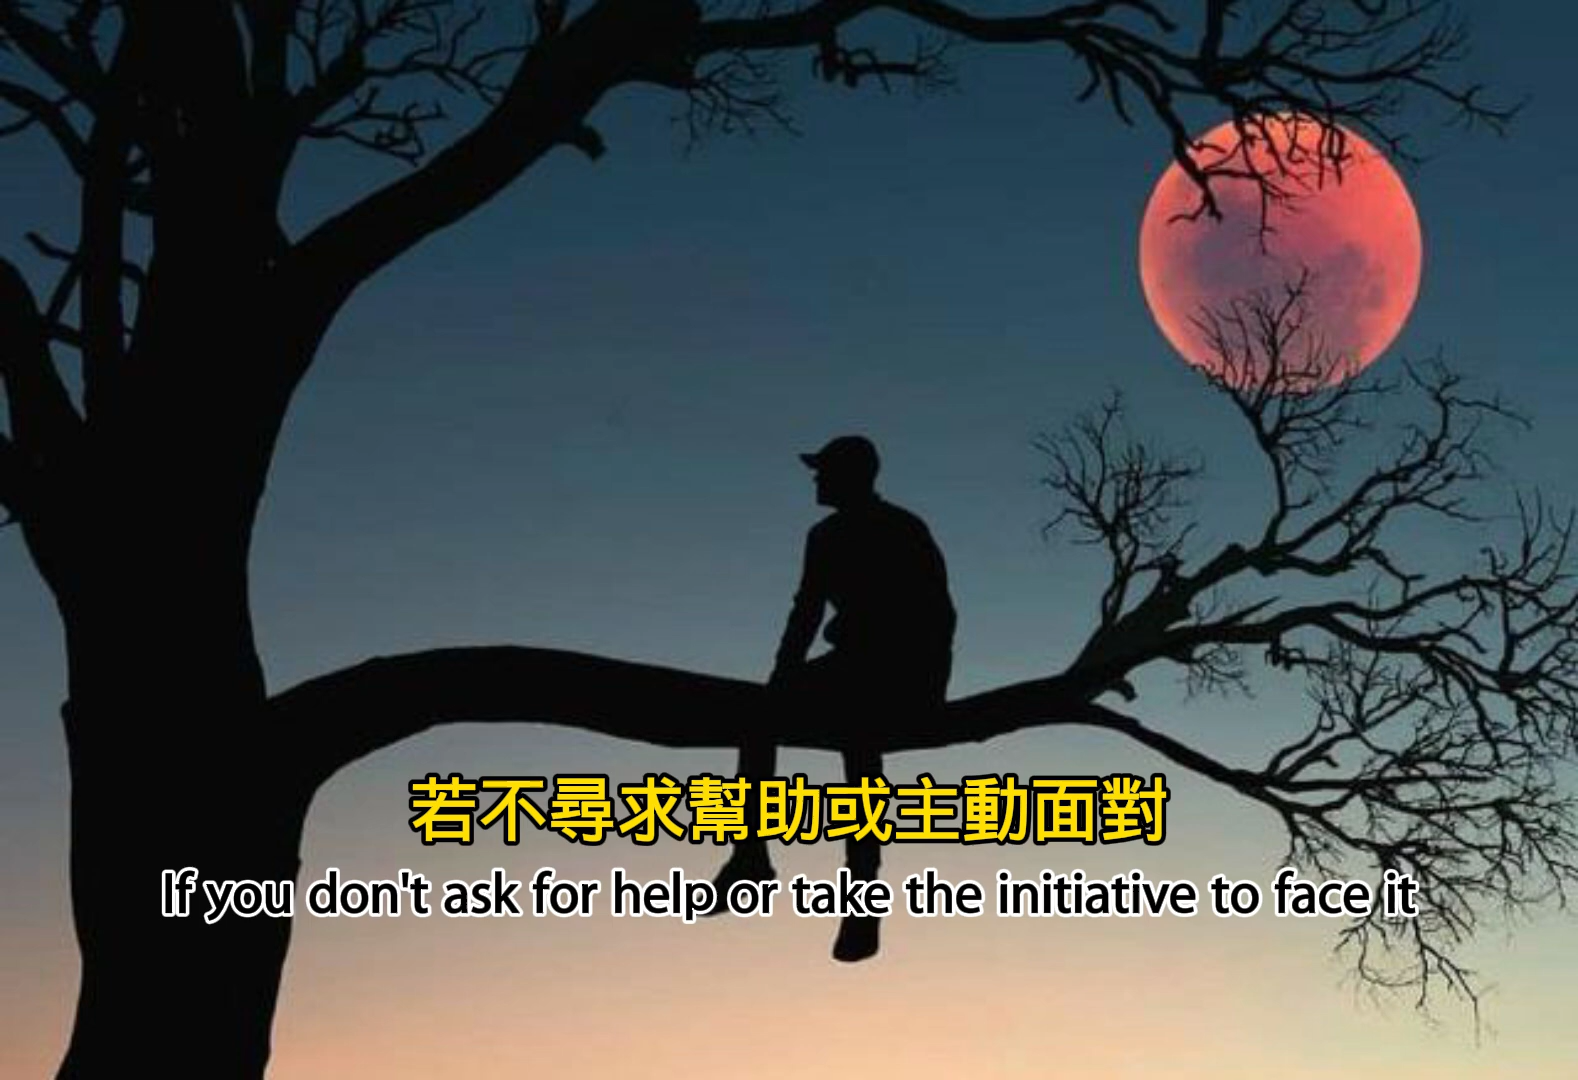 若不尋求幫助或主動面對
If you don't ask for help or take the initiative to face it